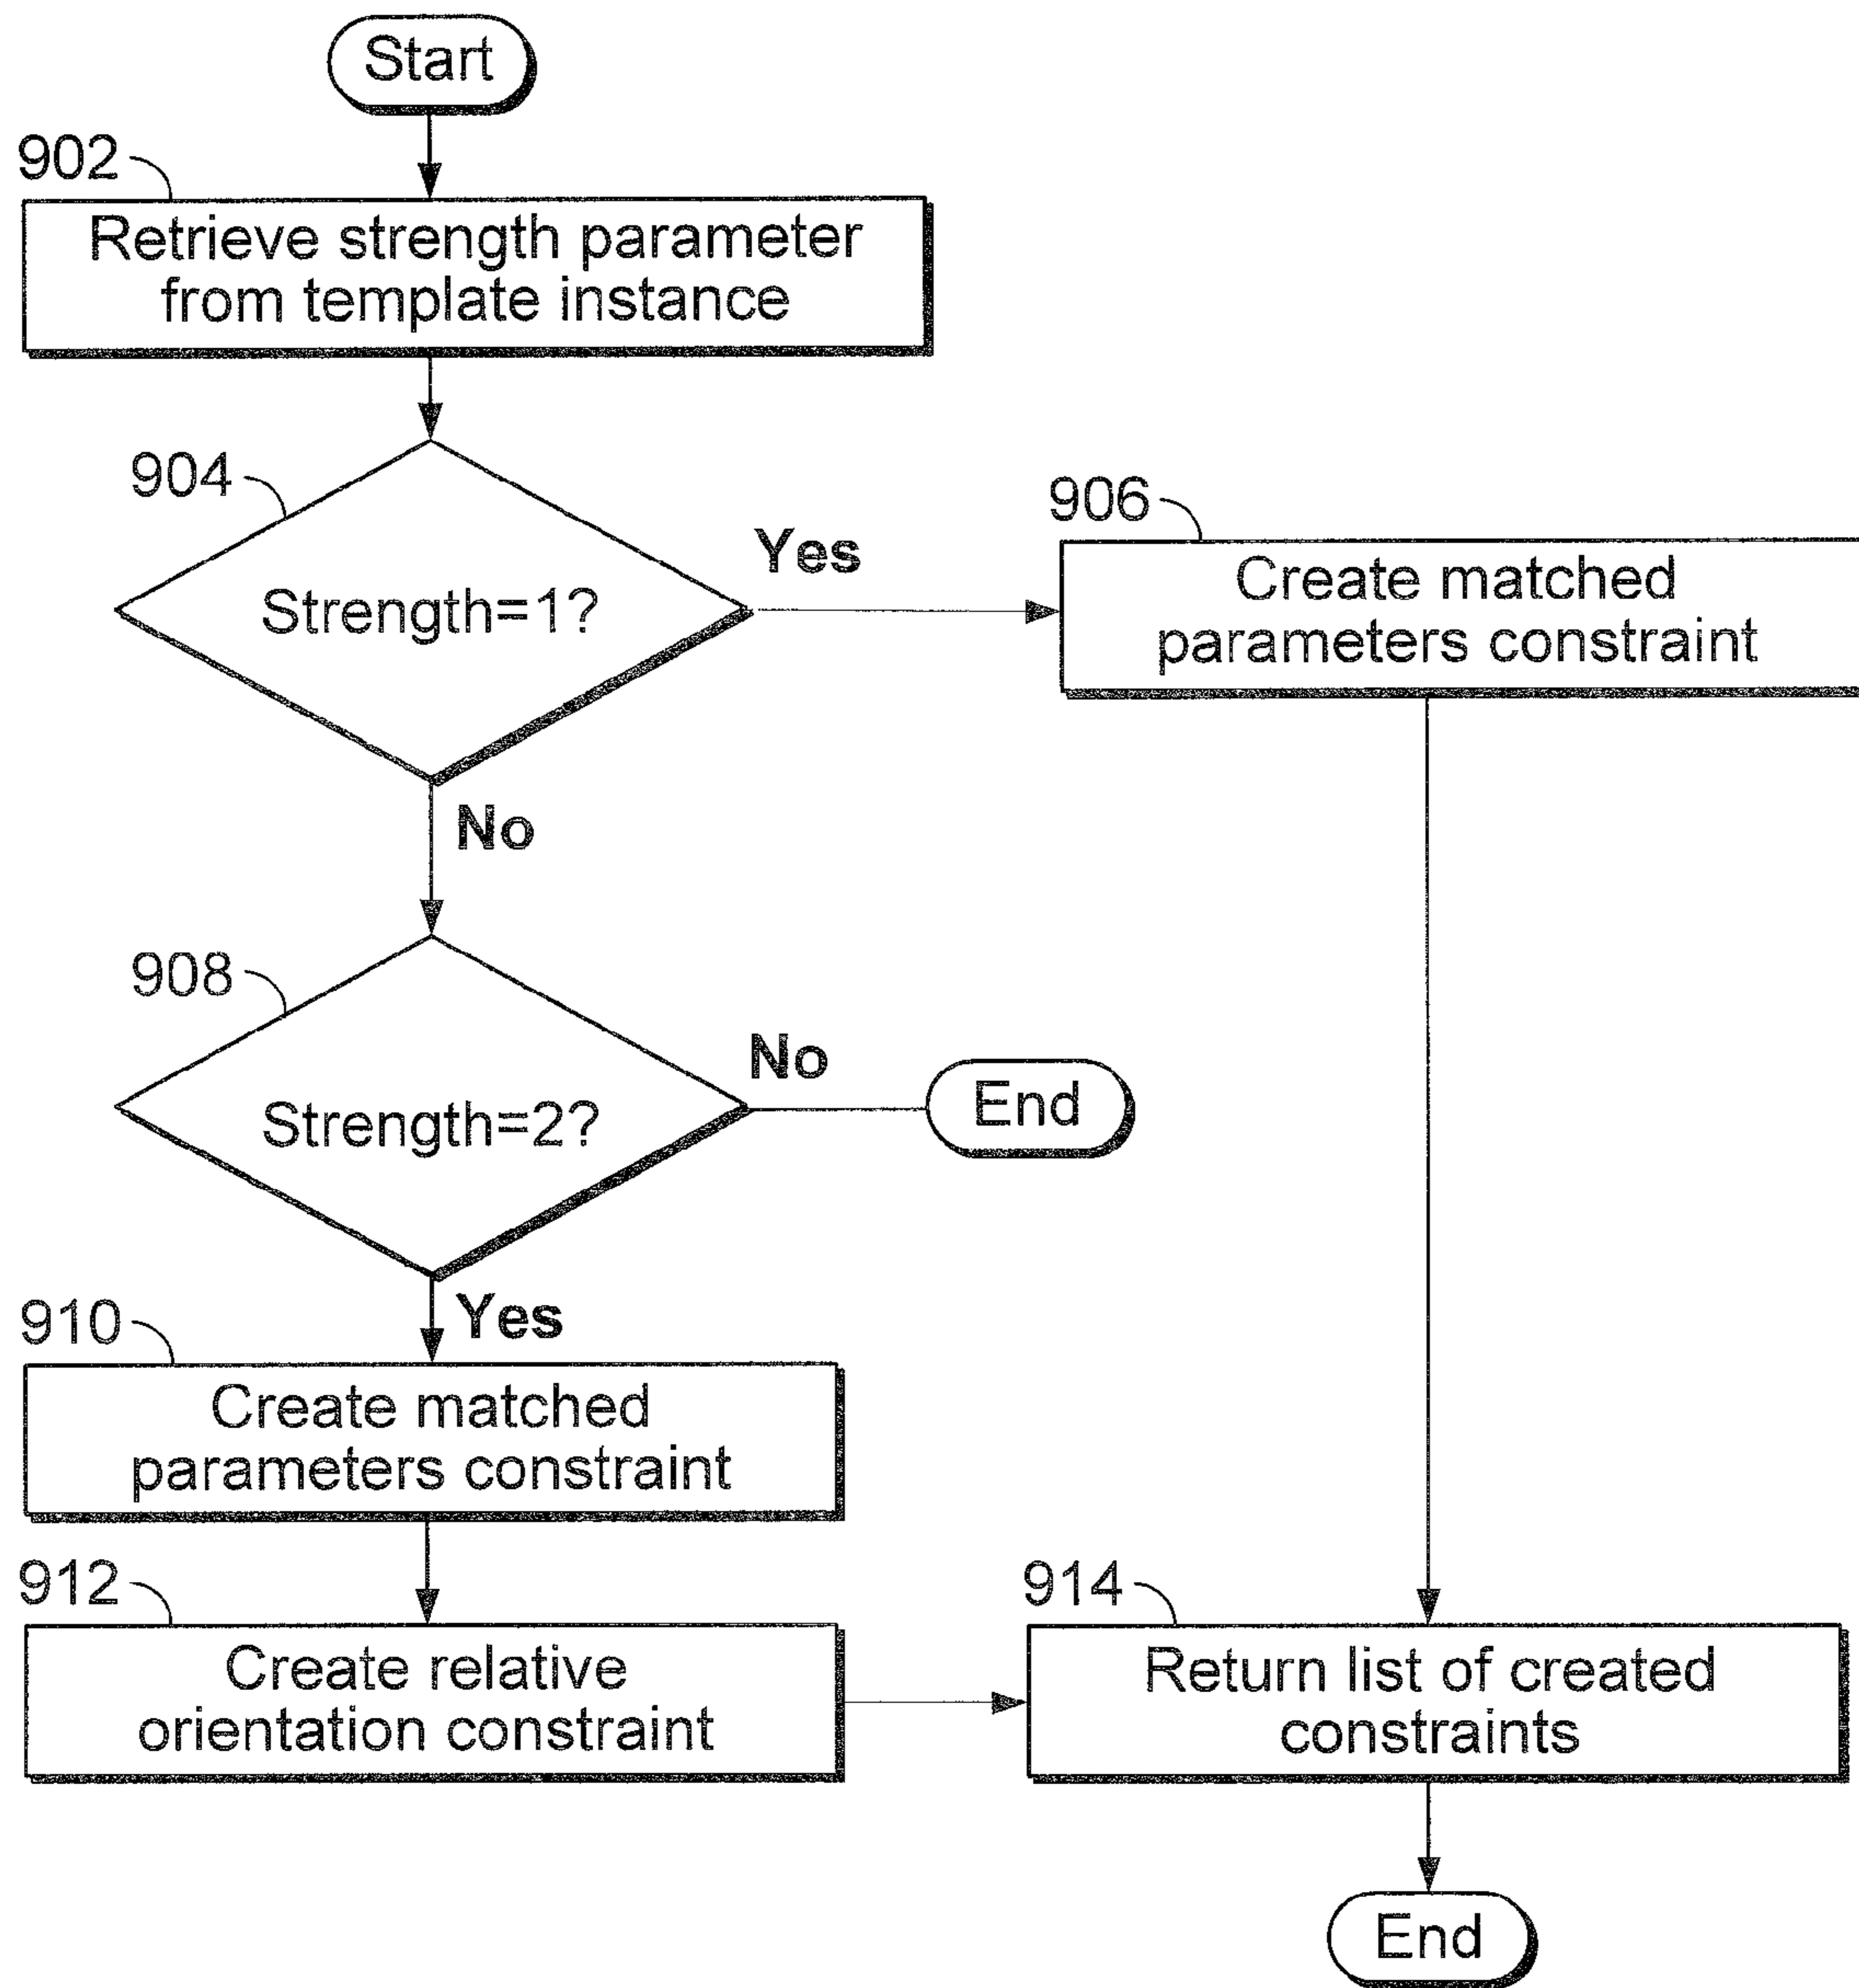 Start
902
Retrieve strength parameter
from template instance
904
Strength=1?
Yes
906
Create matched
parameters constraint
No
908
Strength=2?
No
End
Yes
910
Create matched
parameters constraint
912
Create relative
orientation constraint
914
Return list of created
constraints
End